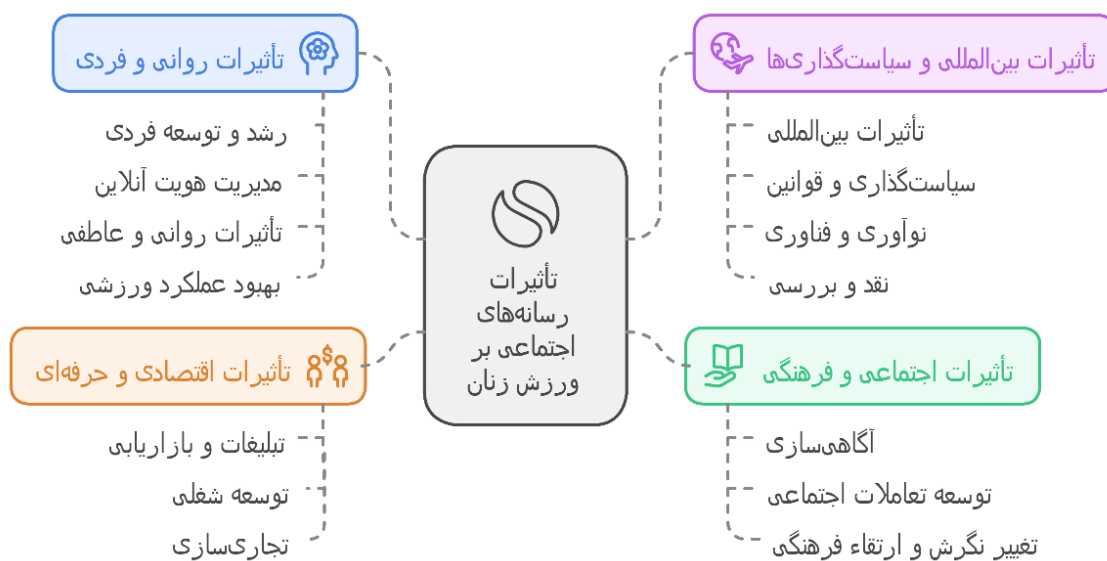 تأثیرات بین‌المللی و سیاست‌گذاری‌ها
تأثیرات بین‌المللی
سیاست‌گذاری و قوانین
نوآوری و فناوری
نقد و بررسی
تأثیرات روانی و فردی
رشد و توسعه فردی
مدیریت هویت آنلاین
تأثیرات روانی و عاطفی
بهبود عملکرد ورزشی
تأثیرات
رسانه‌های
اجتماعی بر
ورزش زنان
تأثیرات اجتماعی و فرهنگی
آگاهی‌سازی
توسعه تعاملات اجتماعی
تغییر نگرش و ارتقاء فرهنگی
تأثیرات اقتصادی و حرفه‌ای
تبلیغات و بازاریابی
توسعه شغلی
تجاری‌سازی